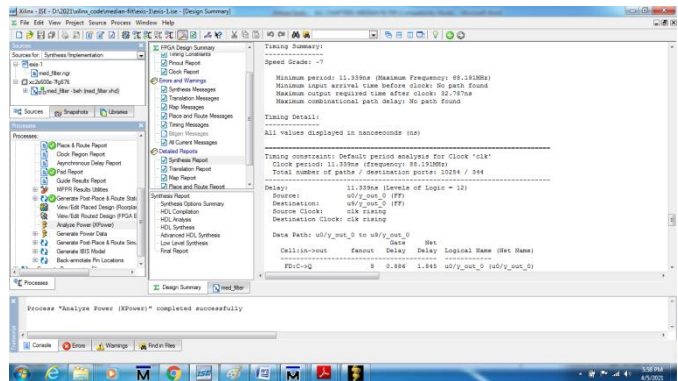 Xilinx - ISE - D:\2021\xilinx_code\median-filt\exis-1\exis-1.ise - [Design Summary]
File Edit View Project Source Process Window Help
Sources
Sources for: Synthesis/Implementation
exis-1
med_filter.ngr
xc2s600e-7fg676
med_filter - beh (med_filter.vhd)
Sources
Snapshots
Libraries
Processes
Processes:
Place & Route Report
Clock Region Report
Asynchronous Delay Report
Pad Report
Guide Results Report
MPPR Results Utilities
Generate Post-Place & Route Stati
View/Edit Placed Design (Floorplan
View/Edit Routed Design (FPGA E
Analyze Power (XPower)
Generate Power Data
Generate Post-Place & Route Simu
Generate IBIS Model
Back-annotate Pin Locations
Processes
FPGA Design Summary
Timing Constraints
Pinout Report
Clock Report
Errors and Warnings
Synthesis Messages
Translation Messages
Map Messages
Place and Route Messages
Timing Messages
Bitgen Messages
All Current Messages
Detailed Reports
Synthesis Report
Translation Report
Map Report
Place and Route Report
Synthesis Report
Synthesis Options Summary
HDL Compilation
HDL Analysis
HDL Synthesis
Advanced HDL Synthesis
Low Level Synthesis
Final Report
Design Summary
med_filter
Timing Summary:
---------------
Speed Grade: -7
Minimum period: 11.339ns (Maximum Frequency: 88.191MHz)
Minimum input arrival time before clock: No path found
Maximum output required time after clock: 32.787ns
Maximum combinational path delay: No path found
Timing Detail:
--------------
All values displayed in nanoseconds (ns)
Timing constraint: Default period analysis for Clock 'clk'
Clock period: 11.339ns (frequency: 88.191MHz)
Total number of paths / destination ports: 10254 / 344
Delay: 11.339ns (Levels of Logic = 12)
Source: u0/y_out_0 (FF)
Destination: u9/y_out_0 (FF)
Source Clock: clk rising
Destination Clock: clk rising
Data Path: u0/y_out_0 to u9/y_out_0
Gate Net
Cell:in->out fanout Delay Delay Logical Name (Net Name)
FD:C->Q 8 0.886 1.845 u0/y_out_0 (u0/y_out_0)
Process "Analyze Power (XPower)" completed successfully
Console
Errors
Warnings
Find in Files
3:58 PM
4/5/2021